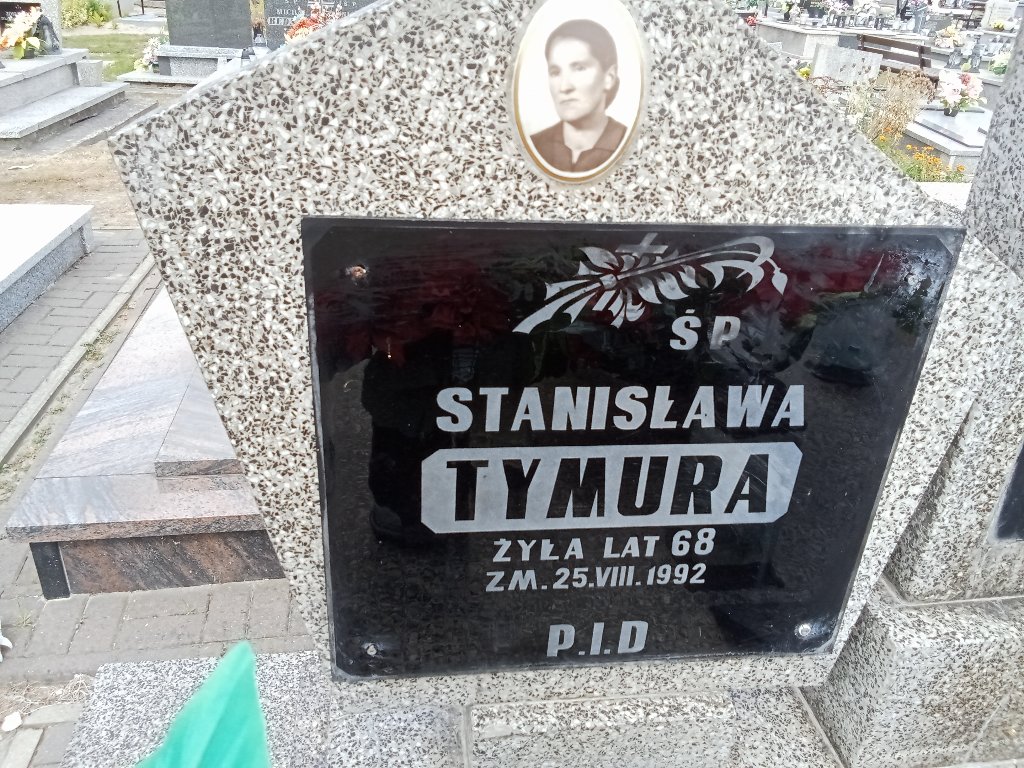 ŚP
STANISŁAWA
TYMURA
ŻYŁA LAT 68
ZM. 25.VIII.1992
P.I.D